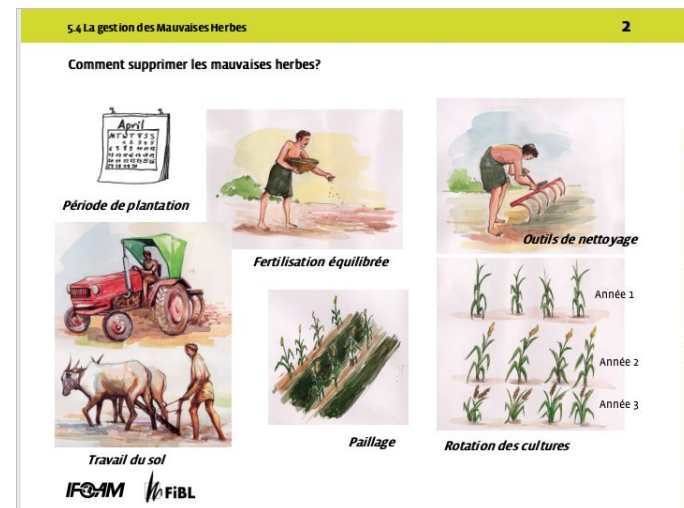 5.4 La gestion des Mauvaises Herbes
2
Comment supprimer les mauvaises herbes?
April
M T W T F S S
Période de plantation
Fertilisation équilibrée
Outils de nettoyage
Année 1
Année 2
Année 3
Travail du sol
Paillage
Rotation des cultures
IFOAM
FiBL